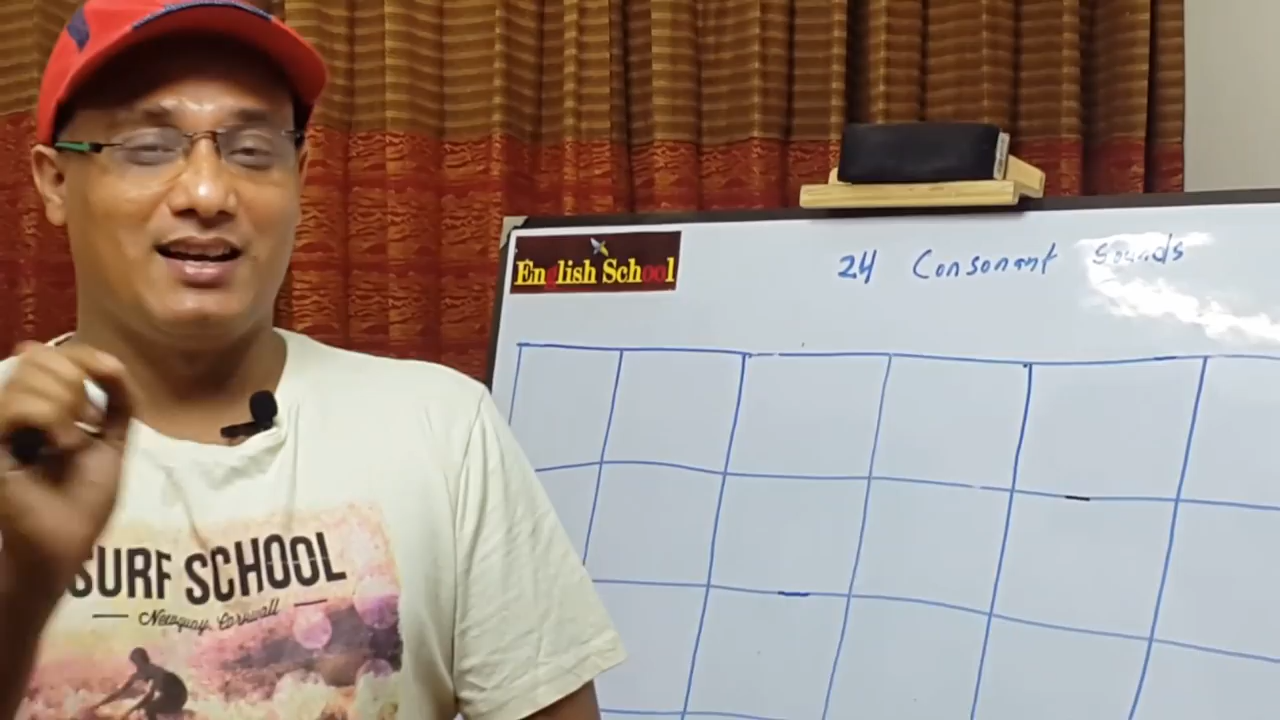 English School
24 Consonant Sounds
SURF SCHOOL
Newquay, Cornwall